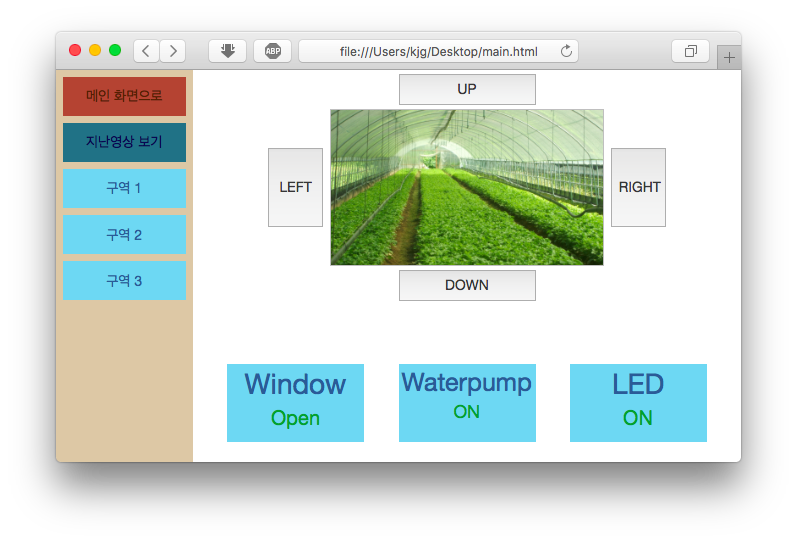 ABP
file:///Users/kjg/Desktop/main.html
메인 화면으로
지난영상 보기
구역 1
구역 2
구역 3
UP
LEFT
RIGHT
DOWN
Window
Open
Waterpump
ON
LED
ON